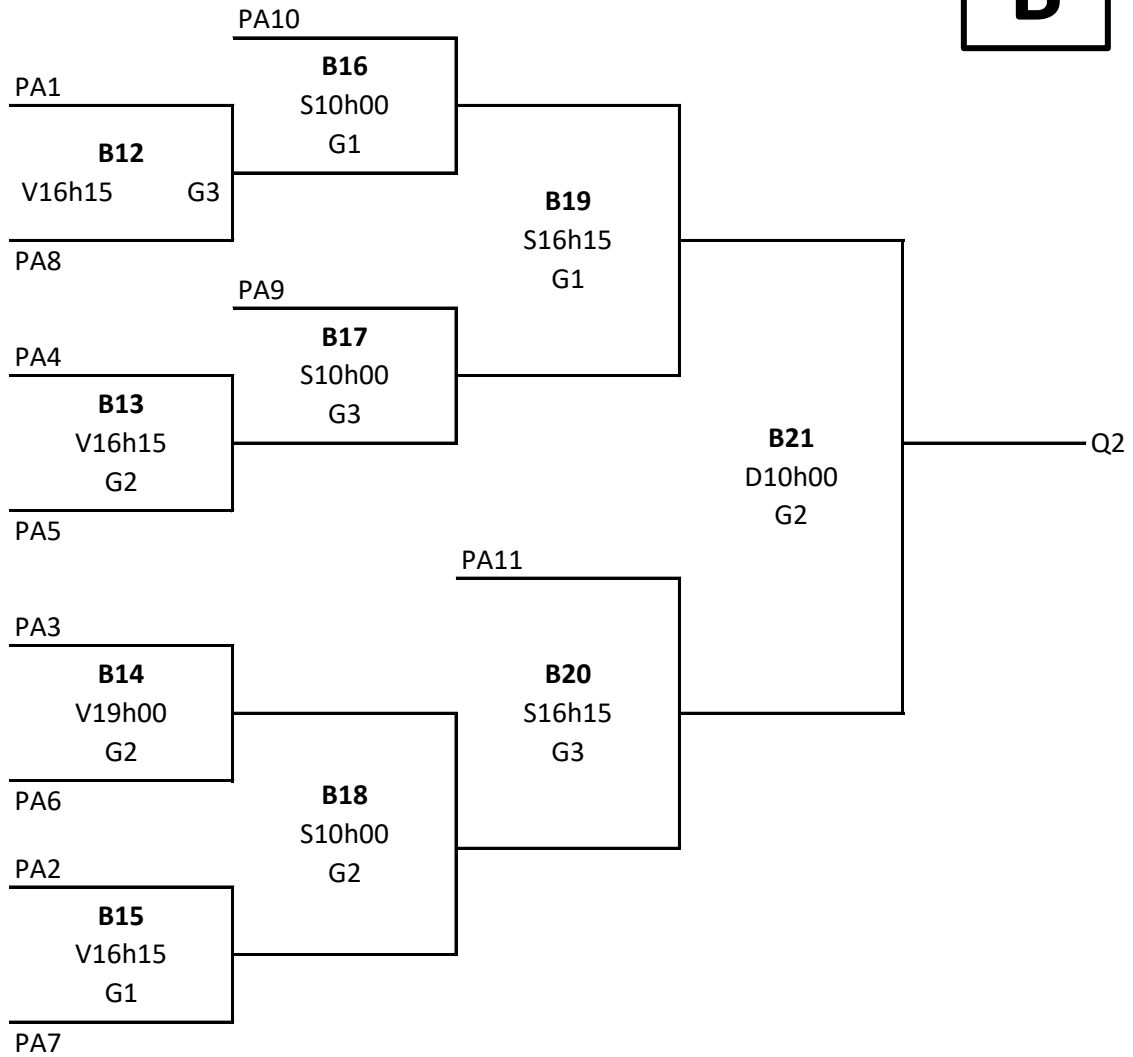 B
PA10
B16
S10h00
G1
PA1
B12
V16h15 G3
PA8
B19
S16h15
G1
PA9
B17
S10h00
G3
PA4
B13
V16h15
G2
PA5
B21
D10h00
G2
Q2
PA11
PA3
B14
V19h00
G2
PA6
B20
S16h15
G3
B18
S10h00
G2
PA2
B15
V16h15
G1
PA7